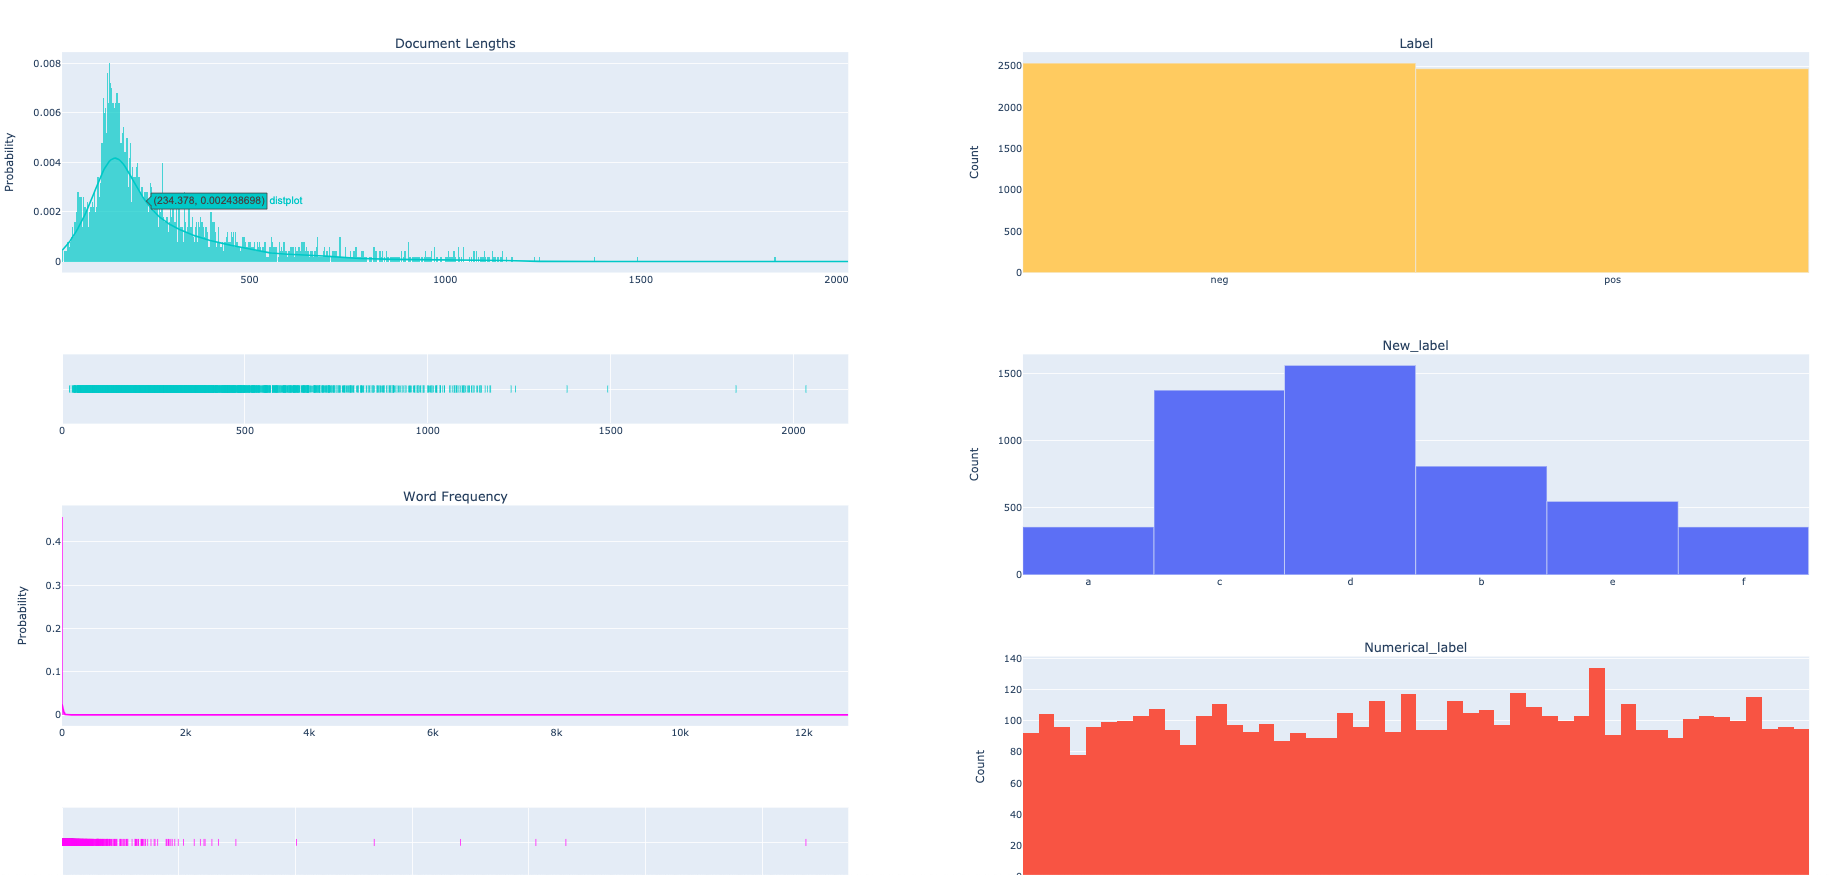 Document Lengths
Probability
0.008
0.006
0.004
0.002
0
(234.378, 0.002438698) distplot
500
1000
1500
2000
0
500
1000
1500
2000
Word Frequency
Probability
0.4
0.3
0.2
0.1
0
0
2k
4k
6k
8k
10k
12k
Label
Count
2500
2000
1500
1000
500
0
neg
pos
New_label
Count
1500
1000
500
0
a
c
d
b
e
f
Numerical_label
Count
140
120
100
80
60
40
20